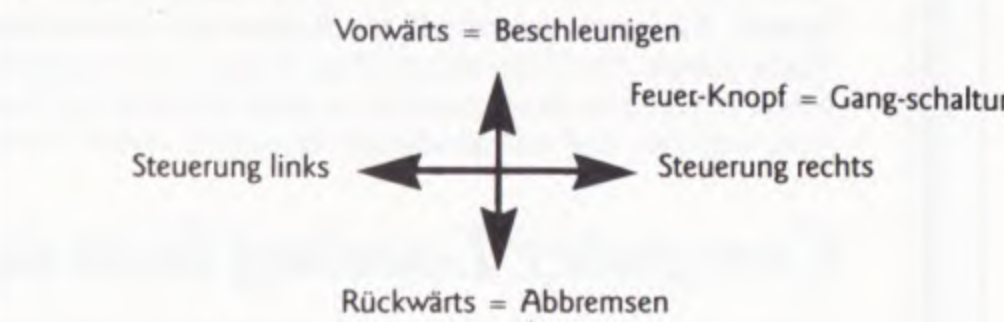 Vorwärts = Beschleunigen
Feuer-Knopf = Gang-schaltun
Steuerung links
Steuerung rechts
Rückwärts = Abbremsen